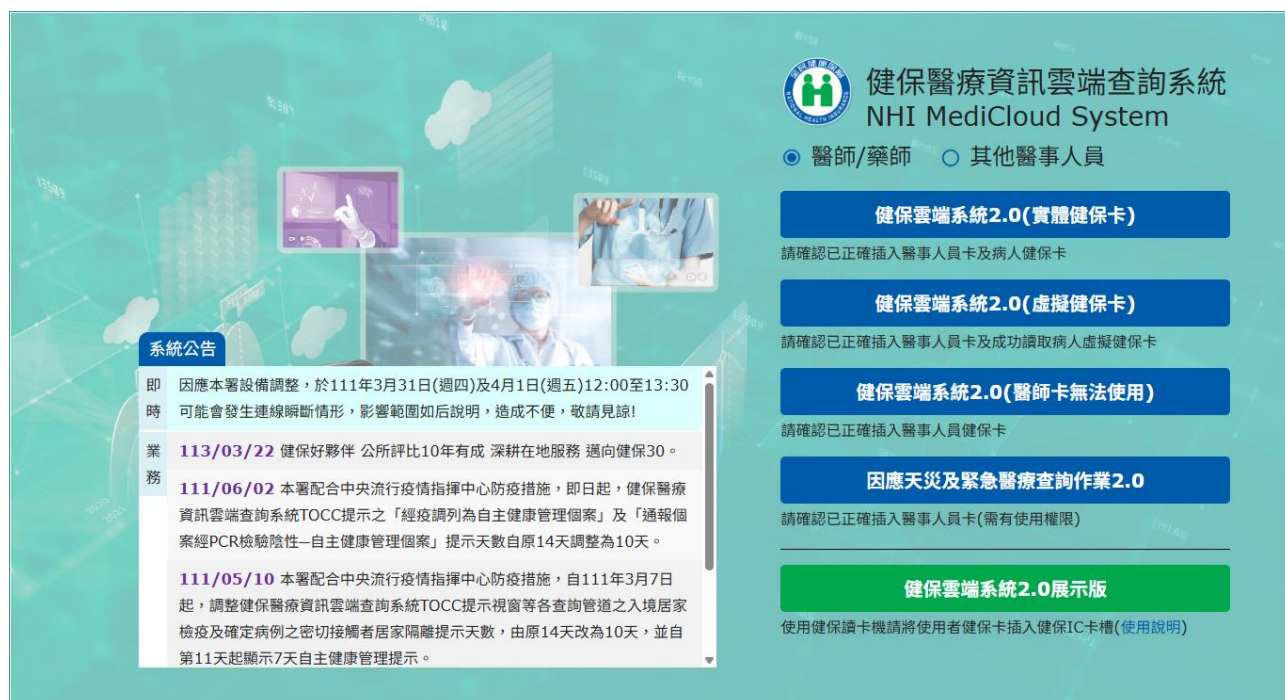 健保醫療資訊雲端查詢系統
NHI MediCloud System
醫師/藥師 其他醫事人員
健保雲端系統2.0(實體健保卡)
請確認已正確插入醫事人員卡及病人健保卡
健保雲端系統2.0(虛擬健保卡)
請確認已正確插入醫事人員卡及成功讀取病人虛擬健保卡
健保雲端系統2.0(醫師卡無法使用)
請確認已正確插入醫事人員健保卡
因應天災及緊急醫療查詢作業2.0
請確認已正確插入醫事人員卡(需有使用權限)
健保雲端系統2.0展示版
使用健保讀卡機請將使用者健保卡插入健保IC卡槽(使用說明)
系統公告
即時
因應本署設備調整,於111年3月31日(週四)及4月1日(週五)12:00至13:30
可能會發生連線瞬斷情形,影響範圍如后說明,造成不便,敬請見諒!
業務
113/03/22 健保好夥伴 公所評比10年有成 深耕在地服務 邁向健保30。
111/06/02 本署配合中央流行疫情指揮中心防疫措施,即日起,健保醫療
資訊雲端查詢系統TOCC提示之「經疫調列為自主健康管理個案」及「通報個
案經PCR檢驗陰性—自主健康管理個案」提示天數自原14天調整為10天。
111/05/10 本署配合中央流行疫情指揮中心防疫措施,自111年3月7日
起,調整健保醫療資訊雲端查詢系統TOCC提示視窗等各查詢管道之入境居家
檢疫及確定病例之密切接觸者居家隔離提示天數,由原14天改為10天,並自
第11天起顯示7天自主健康管理提示。